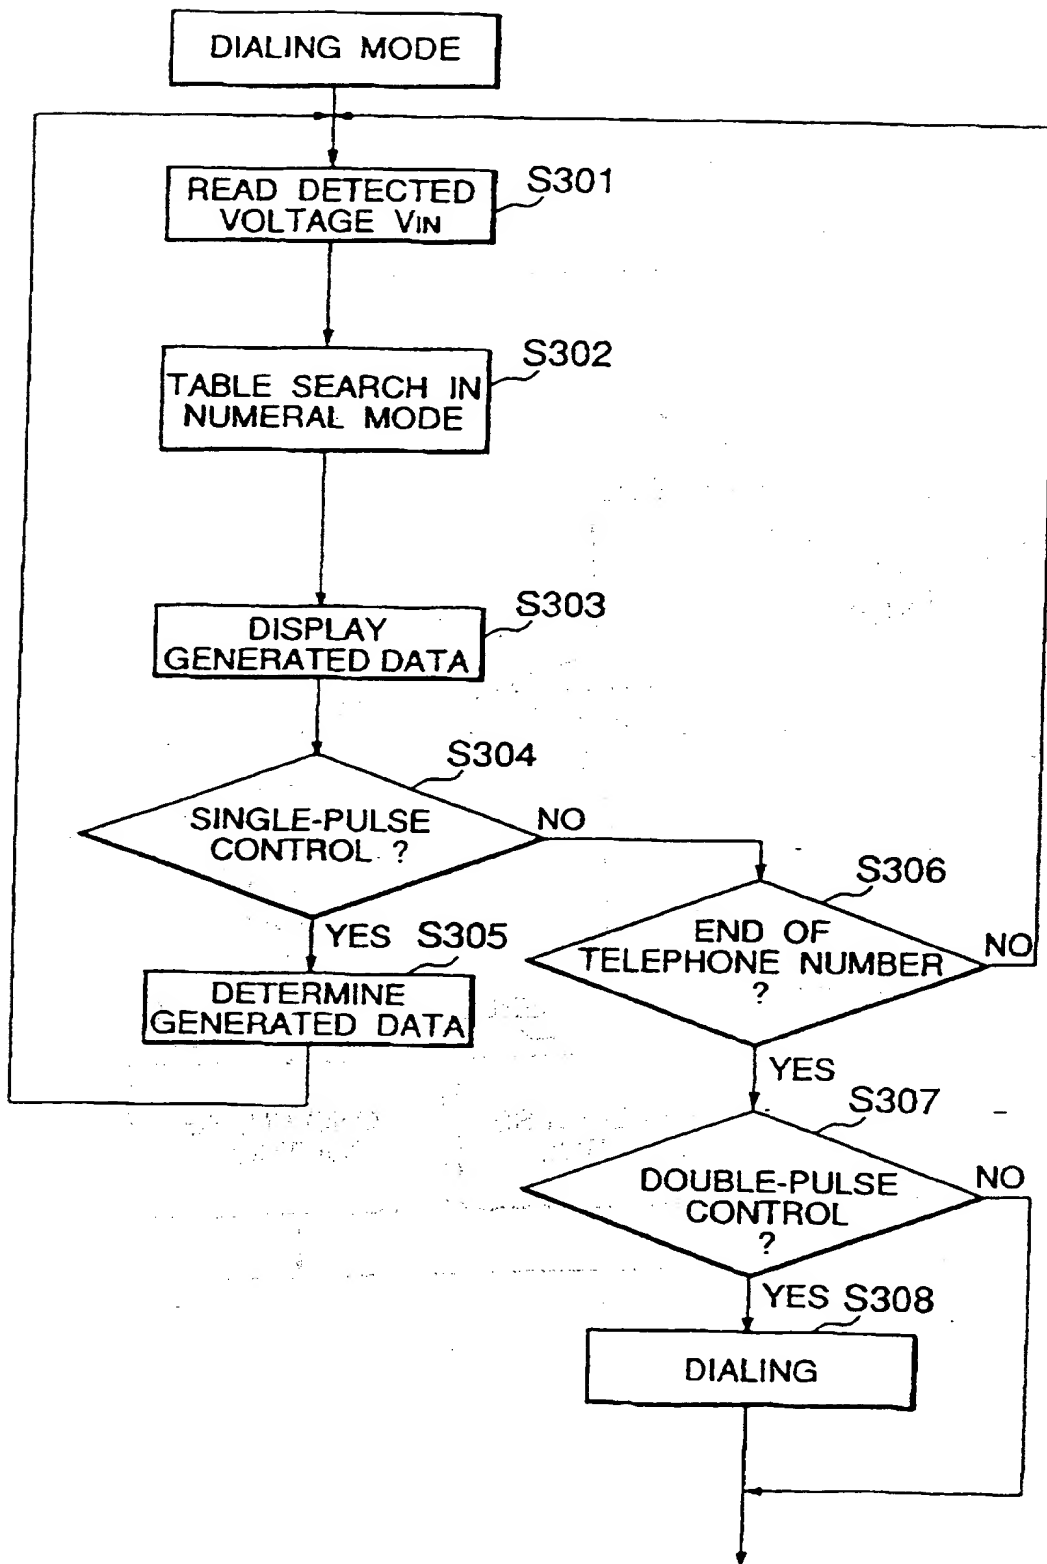 DIALING MODE
READ DETECTED
VOLTAGE VIN
S301
TABLE SEARCH IN
NUMERAL MODE
S302
DISPLAY
GENERATED DATA
S303
SINGLE-PULSE
CONTROL ?
S304
NO
YES
S305
DETERMINE
GENERATED DATA
S306
END OF
TELEPHONE NUMBER
?
NO
YES
S307
DOUBLE-PULSE
CONTROL
?
NO
YES
S308
DIALING